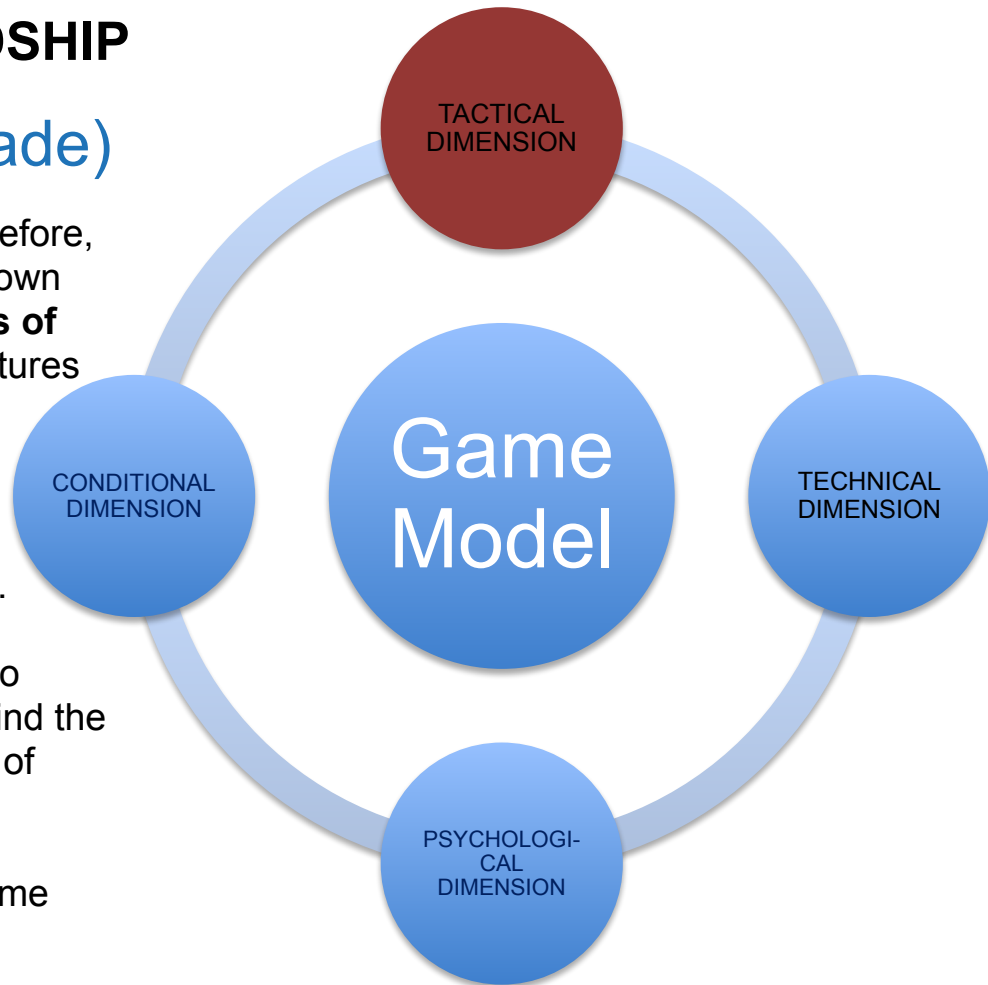 DSHIP
ade)
efore,
own
s of
tures
.
o
ind the
of
me
TACTICAL
DIMENSION
CONDITIONAL
DIMENSION
Game
Model
TECHNICAL
DIMENSION
PSYCHOLOGI-
CAL
DIMENSION